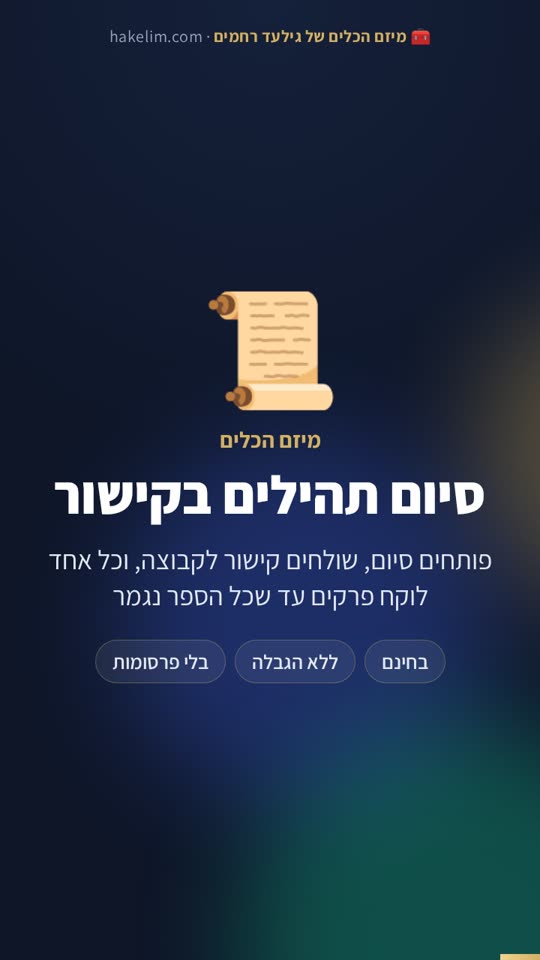 🧰 מיזם הכלים של גילעד רחמים · hakelim.com
מיזם הכלים
סיום תהילים בקישור
פותחים סיום, שולחים קישור לקבוצה, וכל אחד
לוקח פרקים עד שכל הספר נגמר
בחינם
ללא הגבלה
בלי פרסומות